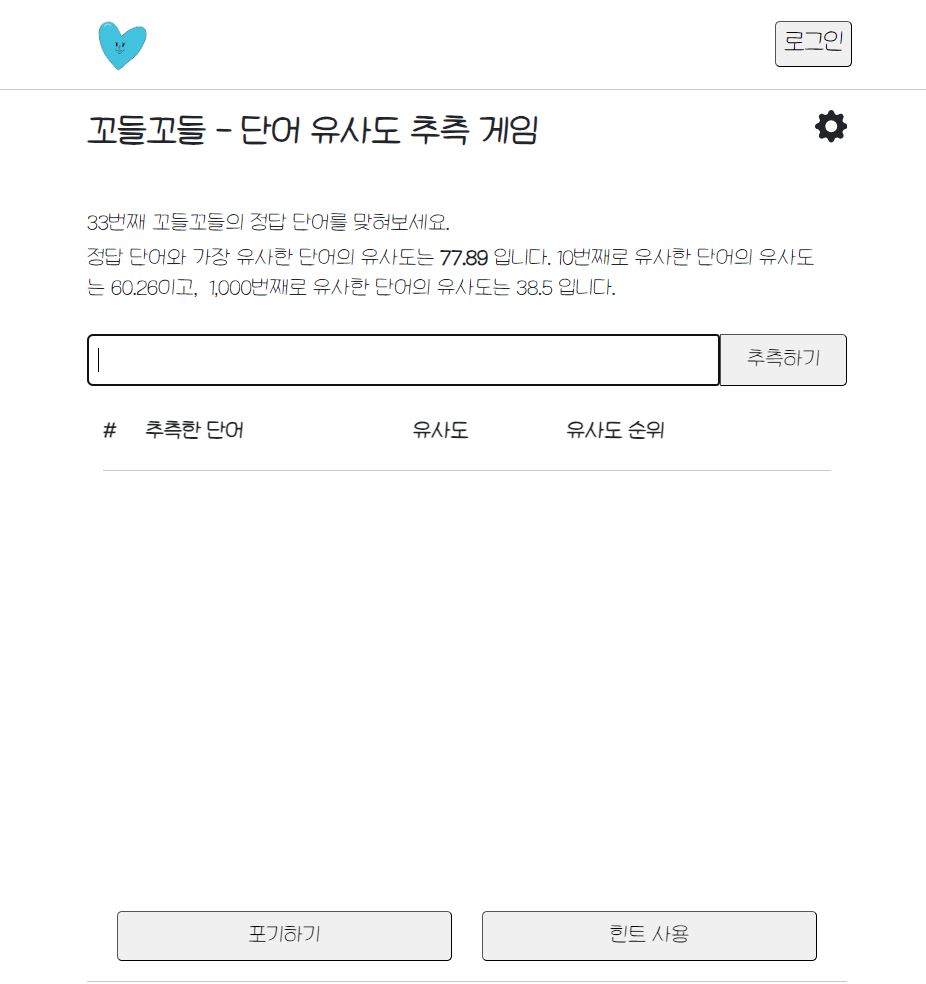 로그인
꼬들꼬들 - 단어 유사도 추측 게임
33번째 꼬들꼬들의 정답 단어를 맞혀보세요.
정답 단어와 가장 유사한 단어의 유사도는 77.89 입니다. 10번째로 유사한 단어의 유사도
는 60.26이고, 1,000번째로 유사한 단어의 유사도는 38.5 입니다.
추측하기
# 추측한 단어 유사도 유사도 순위
포기하기 힌트 사용